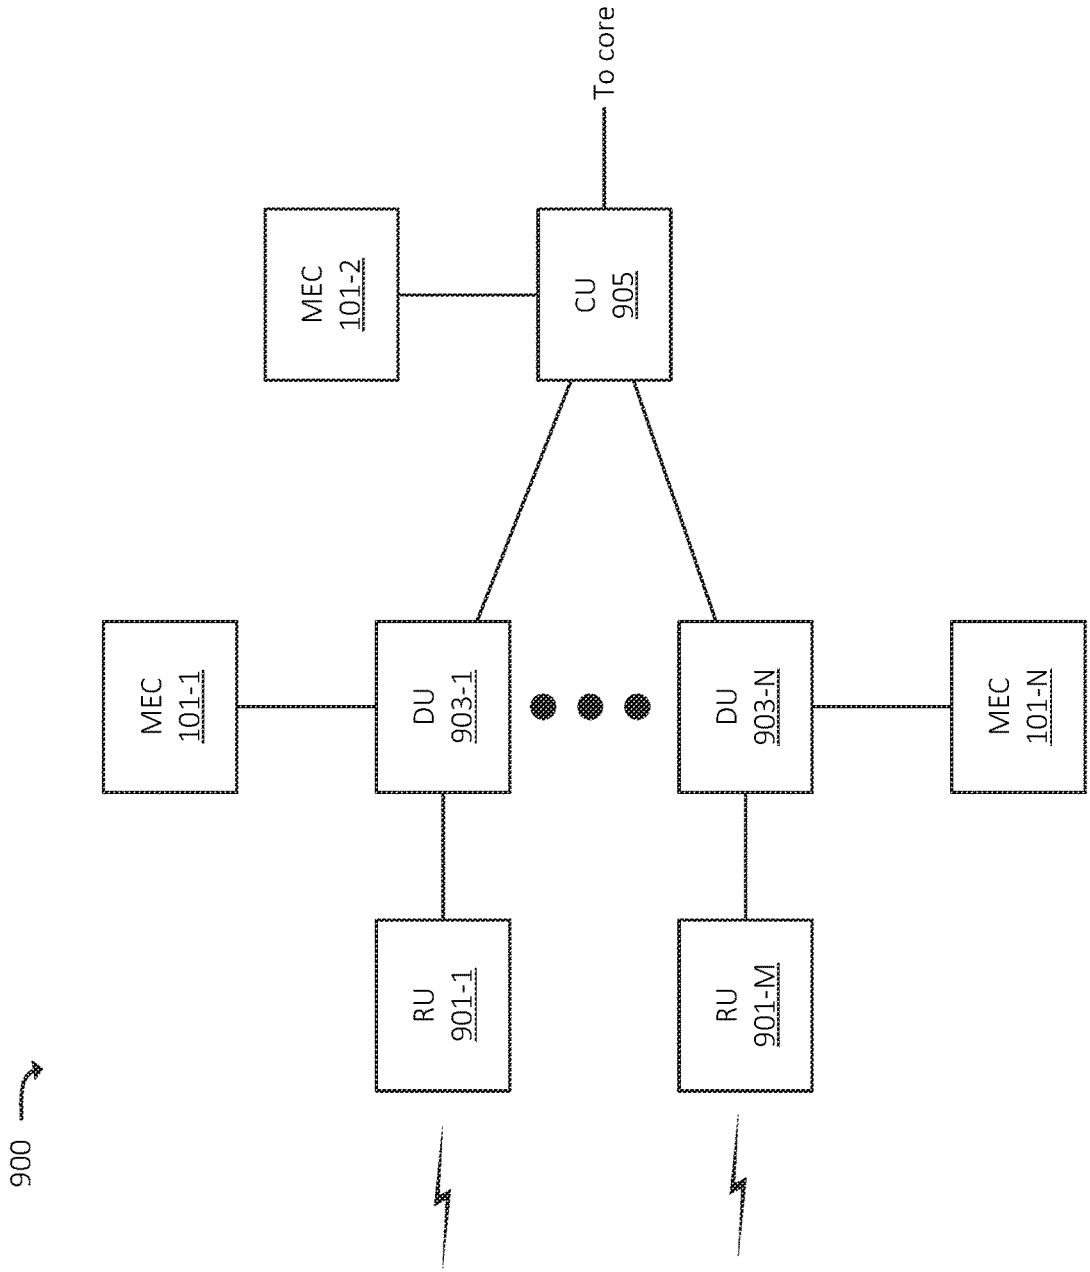 900
MEC
101-1
MEC
101-2
RU
901-1
DU
903-1
CU
905
To core
RU
901-M
DU
903-N
MEC
101-N